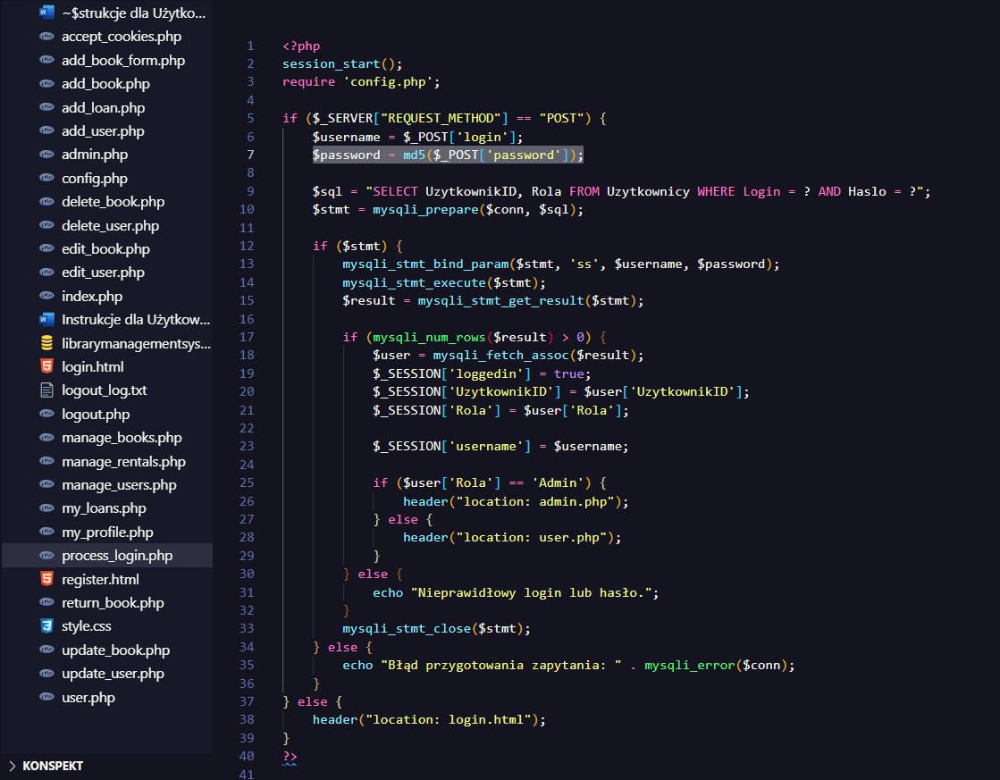 ~$strukcje dla Użytko...
accept_cookies.php
add_book_form.php
add_book.php
add_loan.php
add_user.php
admin.php
config.php
delete_book.php
delete_user.php
edit_book.php
edit_user.php
index.php
Instrukcje dla Użytkow...
librarymanagementsys...
login.html
logout_log.txt
logout.php
manage_books.php
manage_rentals.php
manage_users.php
my_loans.php
my_profile.php
process_login.php
register.html
return_book.php
style.css
update_book.php
update_user.php
user.php
KONSPEKT
1 <?php
2 session_start();
3 require 'config.php';
4
5 if ($_SERVER["REQUEST_METHOD"] == "POST") {
6     $username = $_POST['login'];
7     $password = md5($_POST['password']);
8
9     $sql = "SELECT UzytkownikID, Rola FROM Uzytkownicy WHERE Login = ? AND Haslo = ?";
10     $stmt = mysqli_prepare($conn, $sql);
11
12     if ($stmt) {
13         mysqli_stmt_bind_param($stmt, 'ss', $username, $password);
14         mysqli_stmt_execute($stmt);
15         $result = mysqli_stmt_get_result($stmt);
16
17         if (mysqli_num_rows($result) > 0) {
18             $user = mysqli_fetch_assoc($result);
19             $_SESSION['loggedin'] = true;
20             $_SESSION['UzytkownikID'] = $user['UzytkownikID'];
21             $_SESSION['Rola'] = $user['Rola'];
22
23             $_SESSION['username'] = $username;
24
25             if ($user['Rola'] == 'Admin') {
26                 header("location: admin.php");
27             } else {
28                 header("location: user.php");
29             }
30         } else {
31             echo "Nieprawidłowy login lub hasło.";
32         }
33         mysqli_stmt_close($stmt);
34     } else {
35         echo "Błąd przygotowania zapytania: " . mysqli_error($conn);
36     }
37 } else {
38     header("location: login.html");
39 }
40 ?>
41